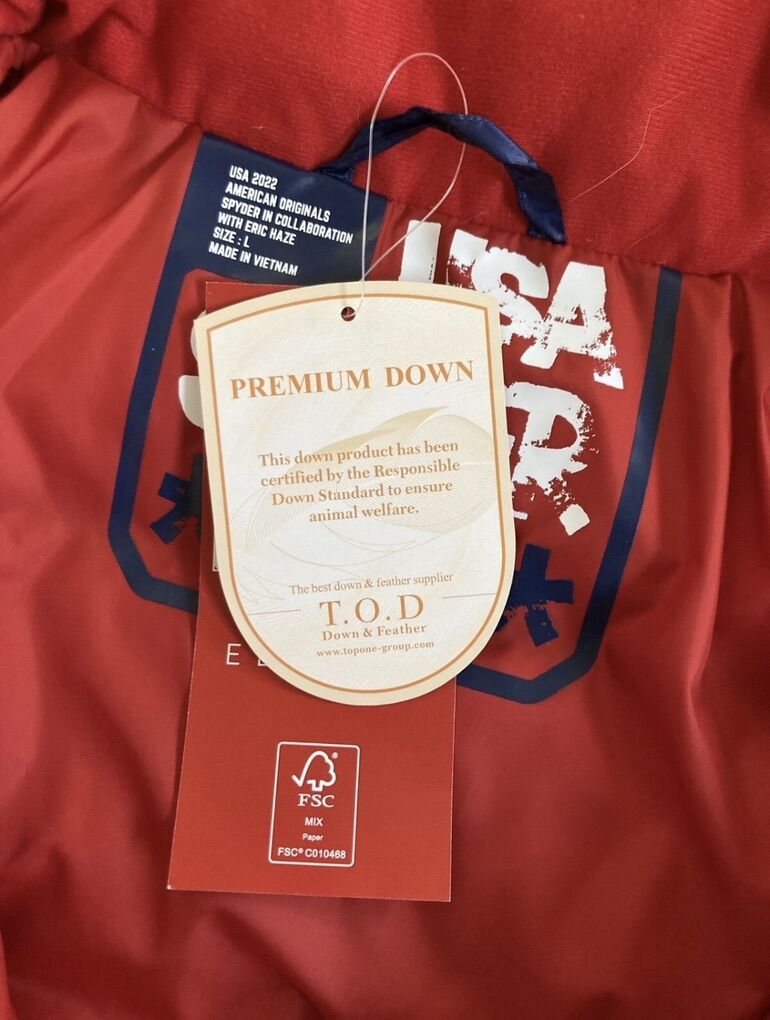 USA 2022
AMERICAN ORIGINALS
SPYDER IN COLLABORATION
WITH ERIC HAZE
SIZE : L
MADE IN VIETNAM
USA
PREMIUM DOWN
This down product has been
certified by the Responsible
Down Standard to ensure
animal welfare.
The best down & feather supplier
T.O.D
Down & Feather
www.topone-group.com
FSC
MIX
Paper
FSC® C010468